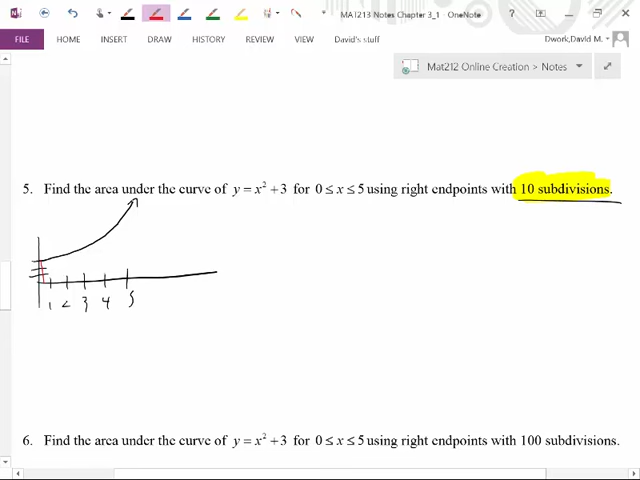 MAT213 Notes Chapter 3_1 - OneNote
FILE HOME INSERT DRAW HISTORY REVIEW VIEW David's stuff Dwork,David M.
Mat212 Online Creation > Notes
5. Find the area under the curve of y = x² + 3 for 0 ≤ x ≤ 5 using right endpoints with 10 subdivisions.
1 2 3 4 5
6. Find the area under the curve of y = x² + 3 for 0 ≤ x ≤ 5 using right endpoints with 100 subdivisions.